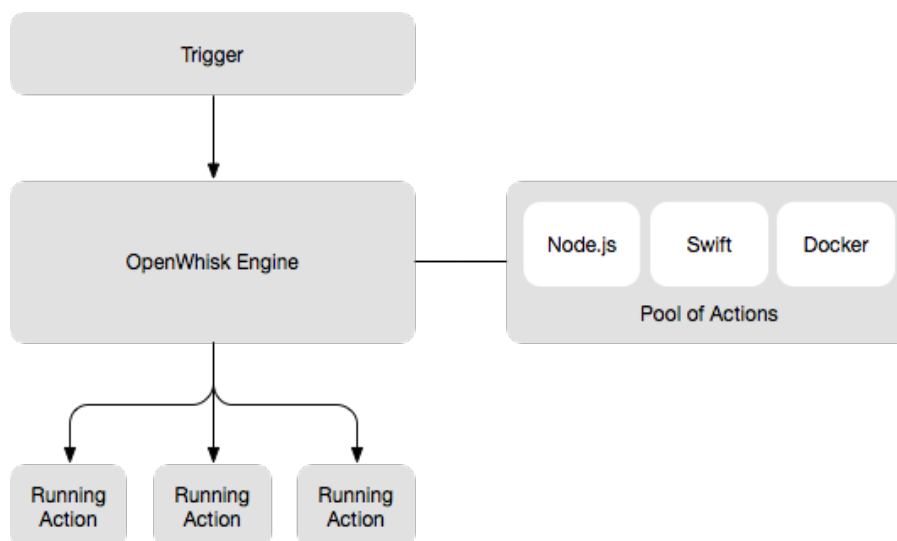 Trigger
OpenWhisk Engine
Node.js
Swift
Docker
Pool of Actions
Running
Action
Running
Action
Running
Action